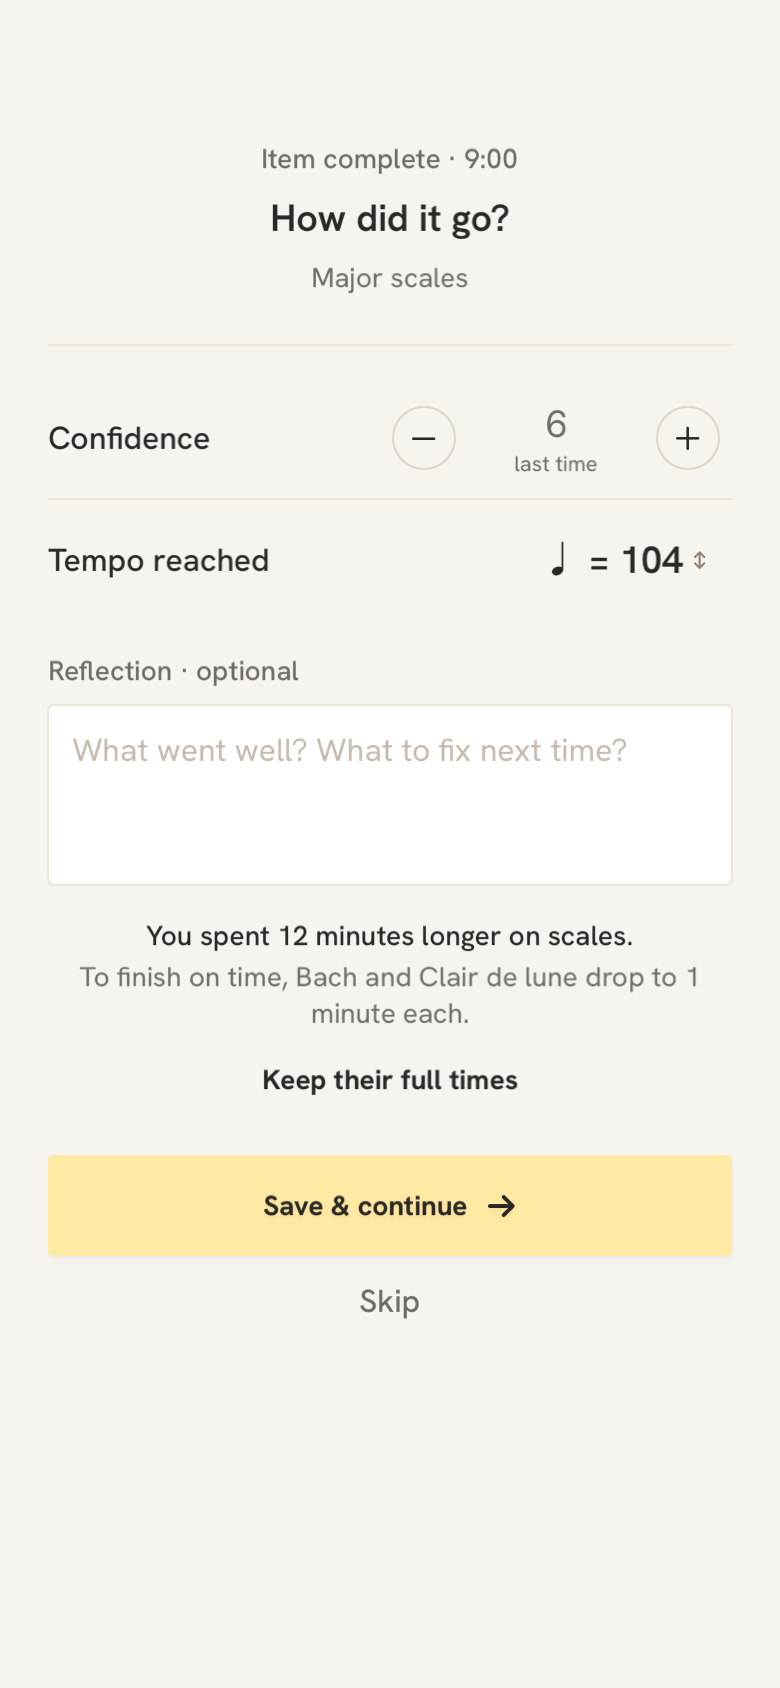 Item complete · 9:00
How did it go?
Major scales
Confidence
6
last time
Tempo reached
♩ = 104
Reflection · optional
What went well? What to fix next time?
You spent 12 minutes longer on scales.
To finish on time, Bach and Clair de lune drop to 1
minute each.
Keep their full times
Save & continue →
Skip